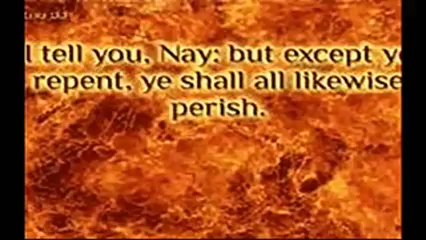 I tell you, Nay: but except y
repent, ye shall all likewise
perish.